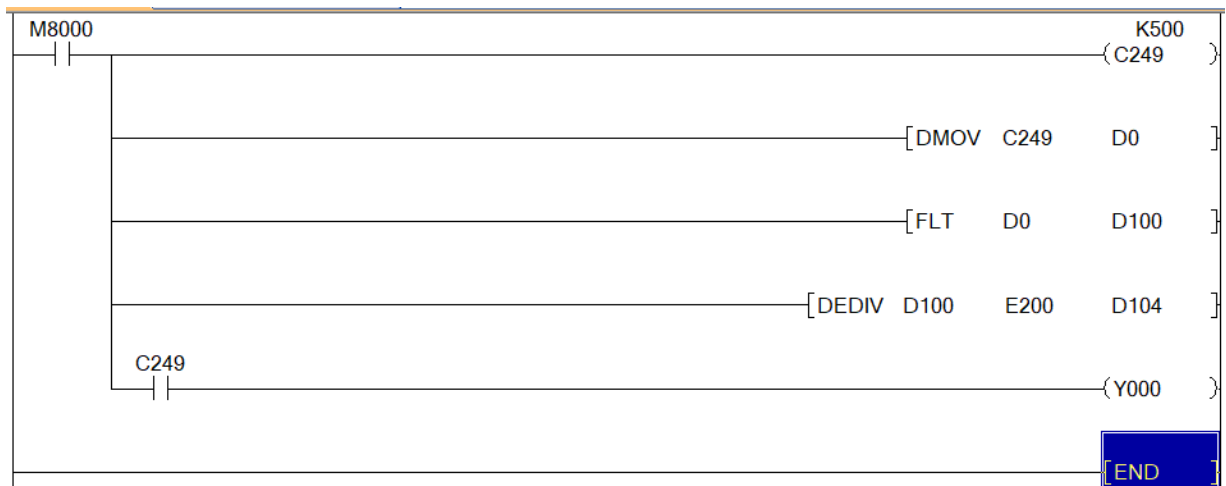 M8000 K500
C249
DMOV C249 D0
FLT D0 D100
DEDIV D100 E200 D104
C249
Y000
END